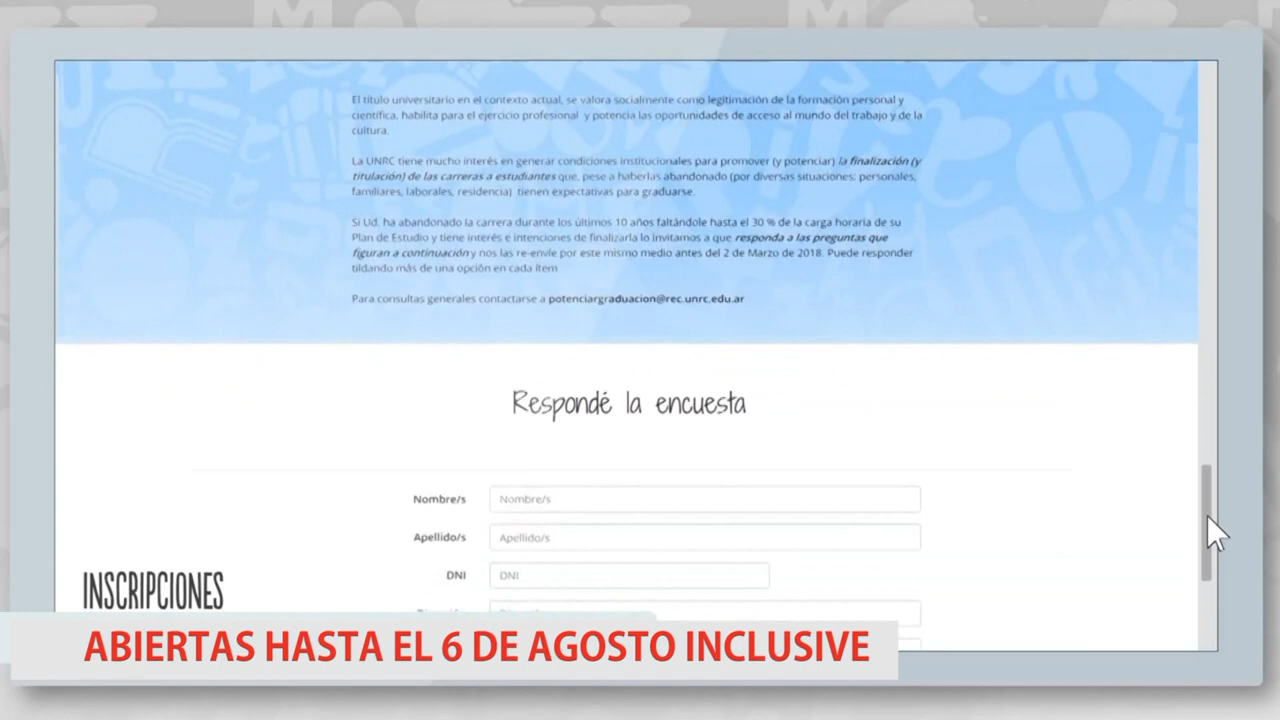 El título universitario en el contexto actual, se valora socialmente como legitimación de la formación personal y
científica, habilita para el ejercicio profesional y potencia las oportunidades de acceso al mundo del trabajo y de la
cultura.
La UNRC tiene mucho interés en generar condiciones institucionales para promover (y potenciar) la finalización (y
titulación) de las carreras a estudiantes que, pese a haberlas abandonado (por diversas situaciones: personales,
familiares, laborales, residencia) tienen expectativas para graduarse.
Si Ud. ha abandonado la carrera durante los últimos 10 años faltándole hasta el 30 % de la carga horaria de su
Plan de Estudio y tiene interés e intenciones de finalizarla lo invitamos a que responda a las preguntas que
figuran a continuación y nos las re-envíe por este mismo medio antes del 2 de Marzo de 2018. Puede responder
tildando más de una opción en cada ítem
Para consultas generales contactarse a potenciargraduacion@rec.unrc.edu.ar
Respondé la encuesta
Nombre/s Nombre/s
Apellido/s Apellido/s
DNI DNI
INSCRIPCIONES
ABIERTAS HASTA EL 6 DE AGOSTO INCLUSIVE